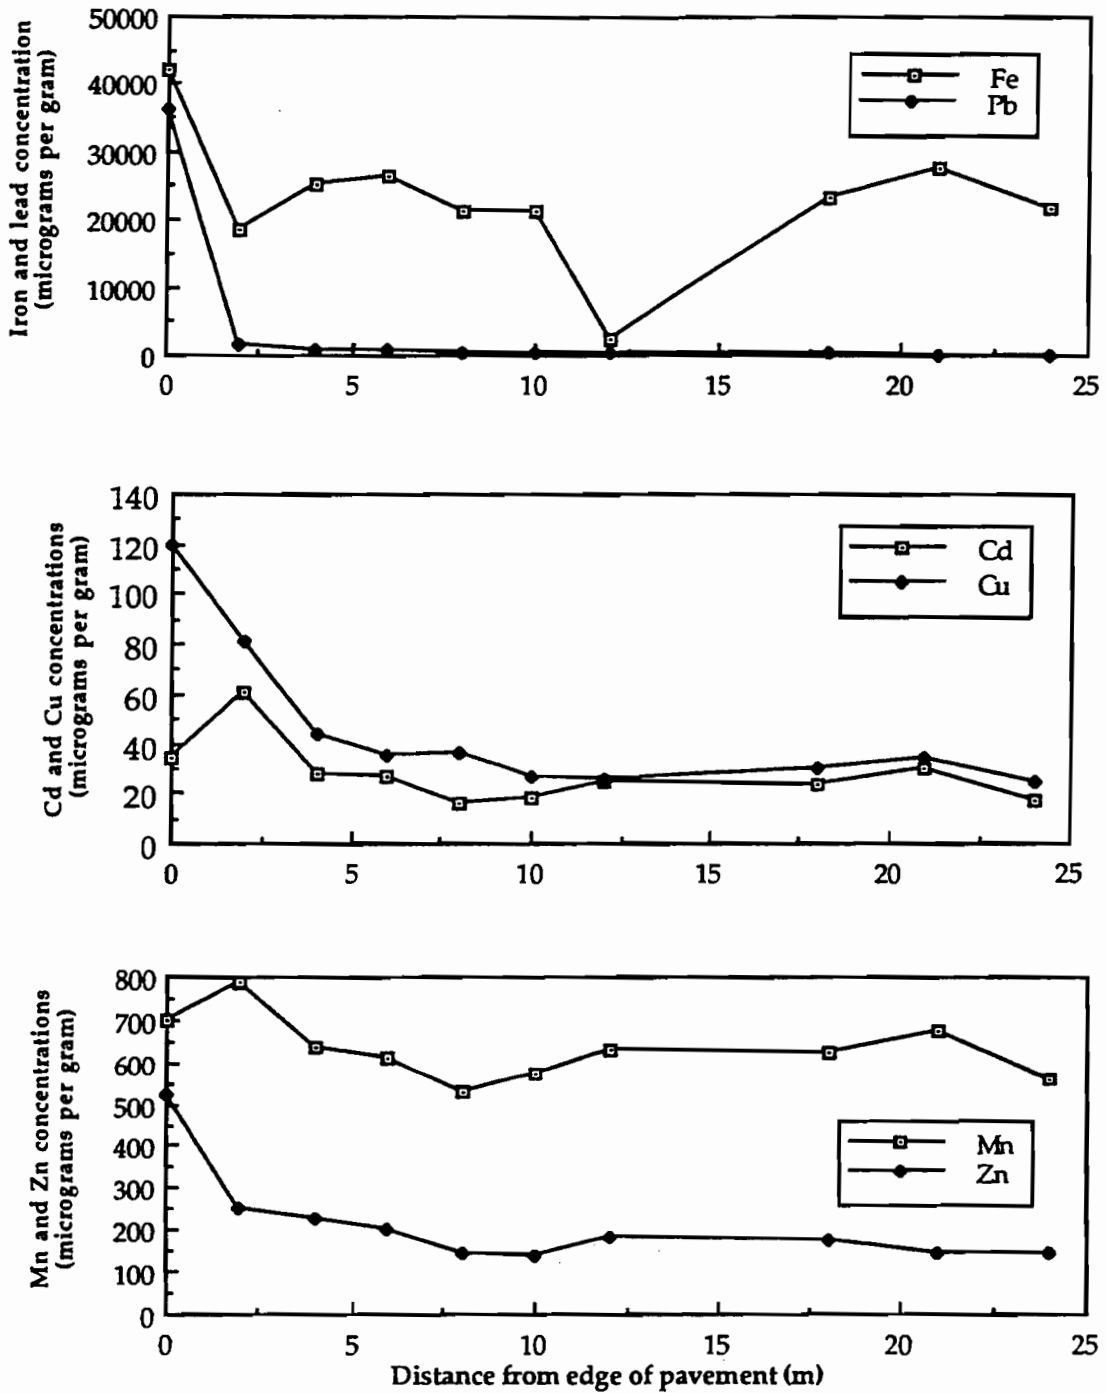 Iron and lead concentration
(micrograms per gram)
50000
40000
30000
20000
10000
0
Fe
Pb
0 5 10 15 20 25
Cd and Cu concentrations
(micrograms per gram)
140
120
100
80
60
40
20
0
Cd
Cu
0 5 10 15 20 25
Mn and Zn concentrations
(micrograms per gram)
800
700
600
500
400
300
200
100
0
Mn
Zn
0 5 10 15 20 25
Distance from edge of pavement (m)